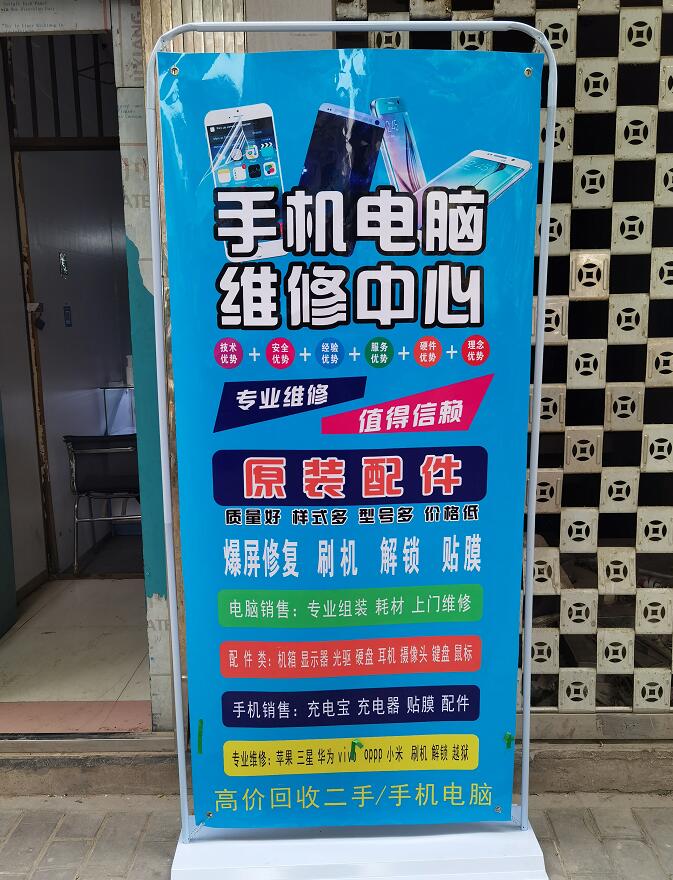 手机电脑
维修中心
技术优势 + 安全优势 + 经验优势 + 服务优势 + 硬件优势 + 理念优势
专业维修
值得信赖
原装配件
质量好 样式多 型号多 价格低
爆屏修复 刷机 解锁 贴膜
电脑销售：专业组装 耗材 上门维修
配件类：机箱 显示器 光驱 硬盘 耳机 摄像头 键盘 鼠标
手机销售：充电宝 充电器 贴膜 配件
专业维修：苹果 三星 华为 vivo oppp 小米 刷机 解锁 越狱
高价回收二手/手机电脑